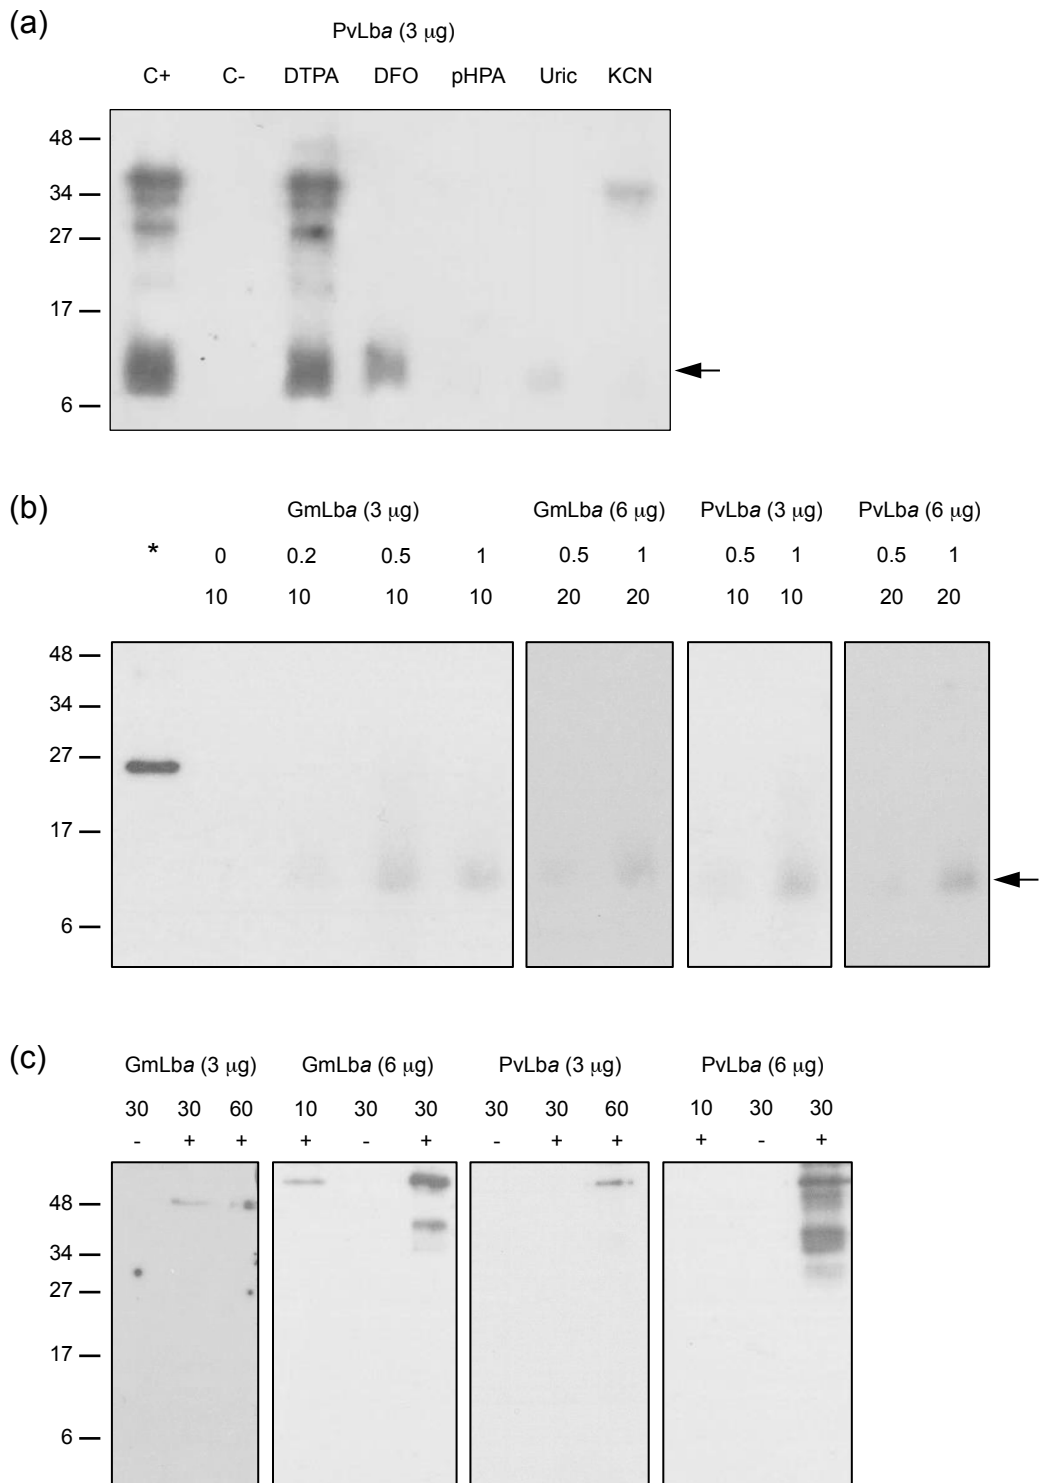 (a)
PvLba (3 μg)
C+ C- DTPA DFO pHPA Uric KCN
48
34
27
17
6
(b)
GmLba (3 μg) GmLba (6 μg) PvLba (3 μg) PvLba (6 μg)
* 0 0.2 0.5 1 0.5 1 0.5 1 0.5 1
10 10 10 10 20 20 10 10 20 20
48
34
27
17
6
(c)
GmLba (3 μg) GmLba (6 μg) PvLba (3 μg) PvLba (6 μg)
30 30 60 10 30 30 30 30 60 10 30 30
- + + + - + - + + + - +
48
34
27
17
6